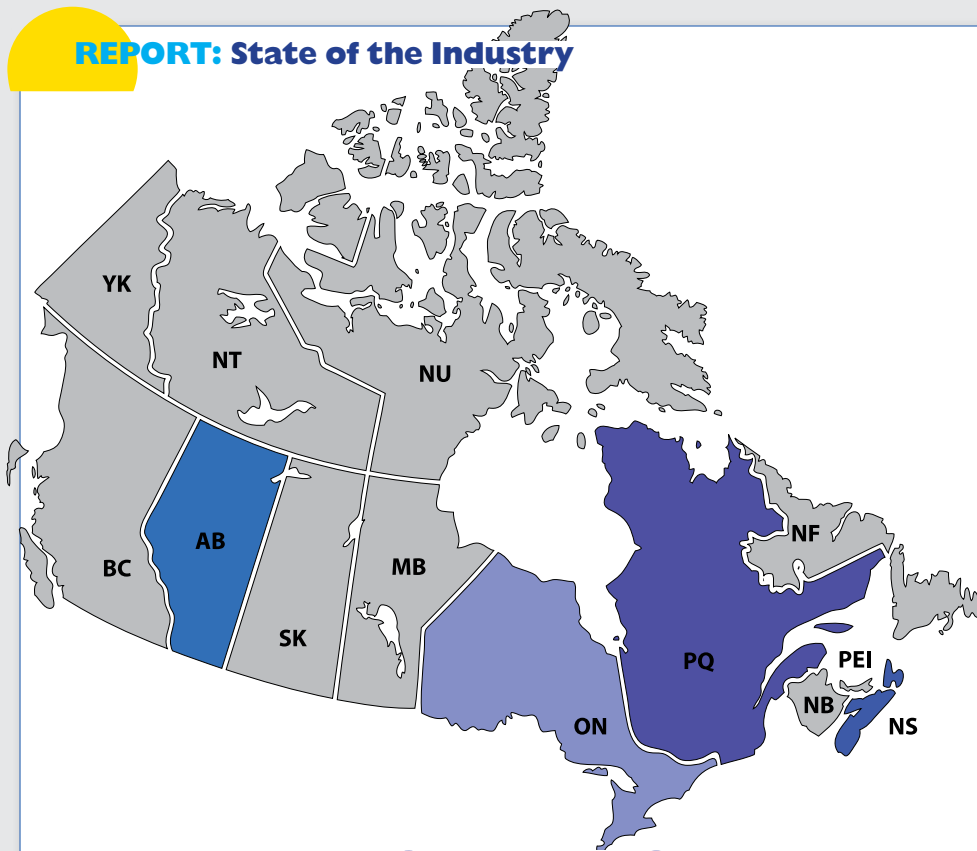 REPORT: State of the Industry
YK
NT
NU
AB
BC
SK
MB
NF
PQ
PEI
NB
NS
ON